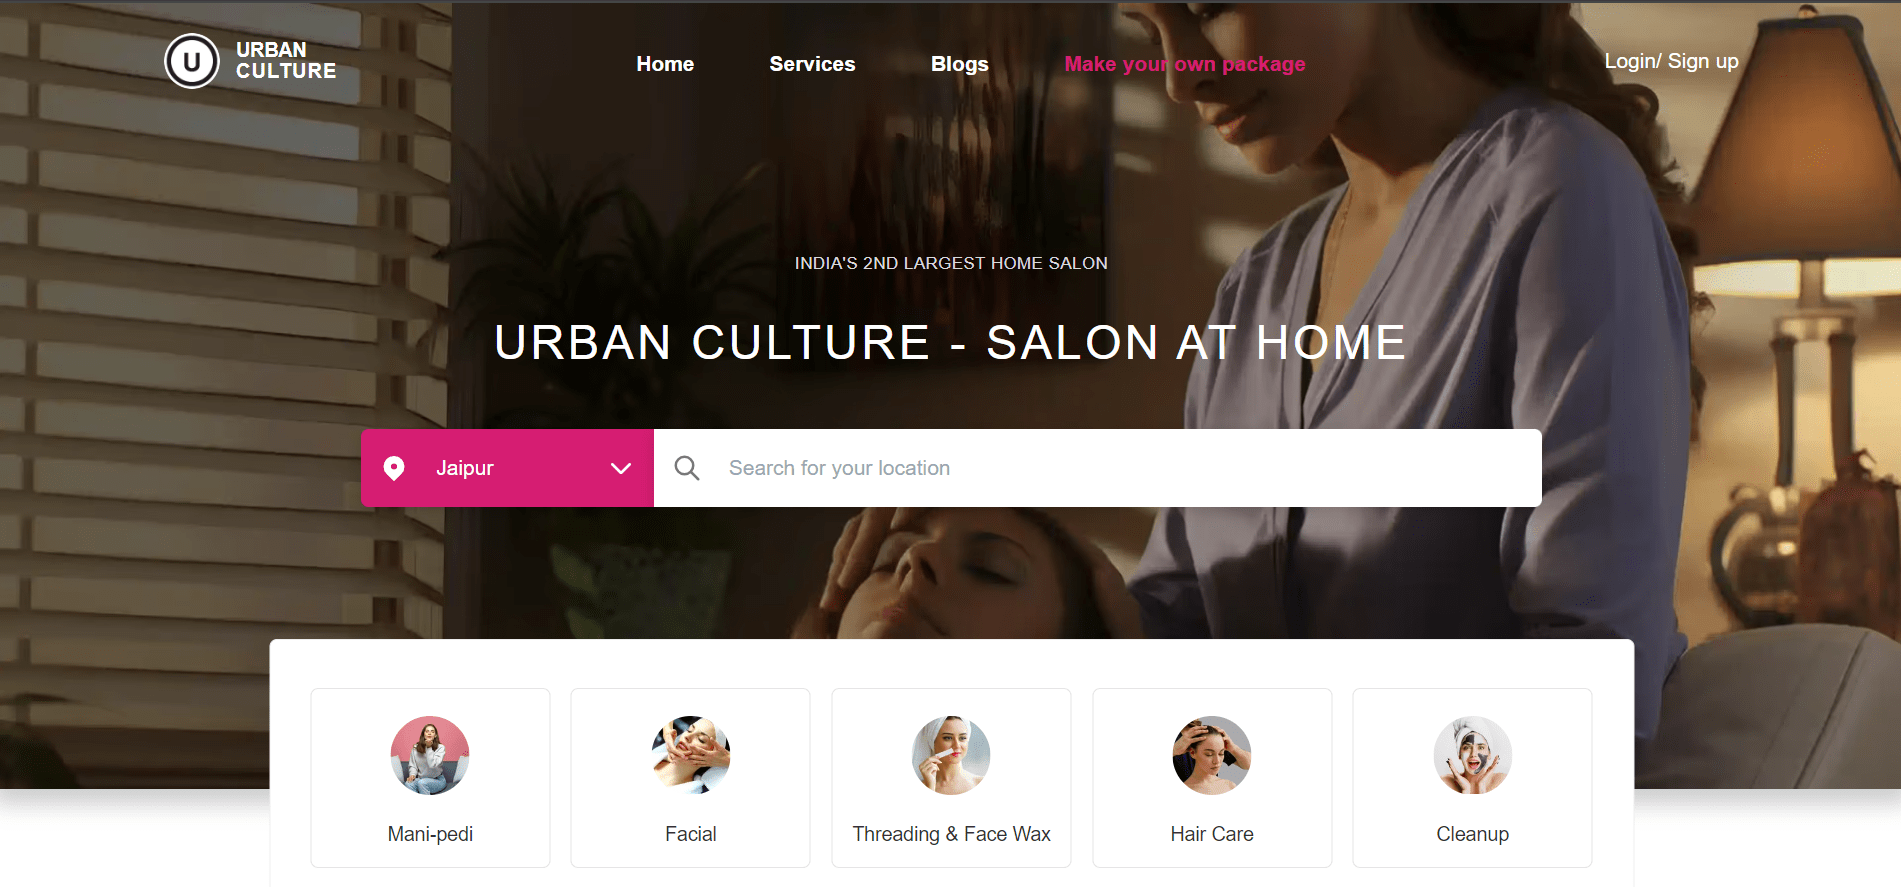 U
URBAN
CULTURE
Home
Services
Blogs
Make your own package
Login/ Sign up
INDIA'S 2ND LARGEST HOME SALON
URBAN CULTURE - SALON AT HOME
Jaipur
Search for your location
Mani-pedi
Facial
Threading & Face Wax
Hair Care
Cleanup